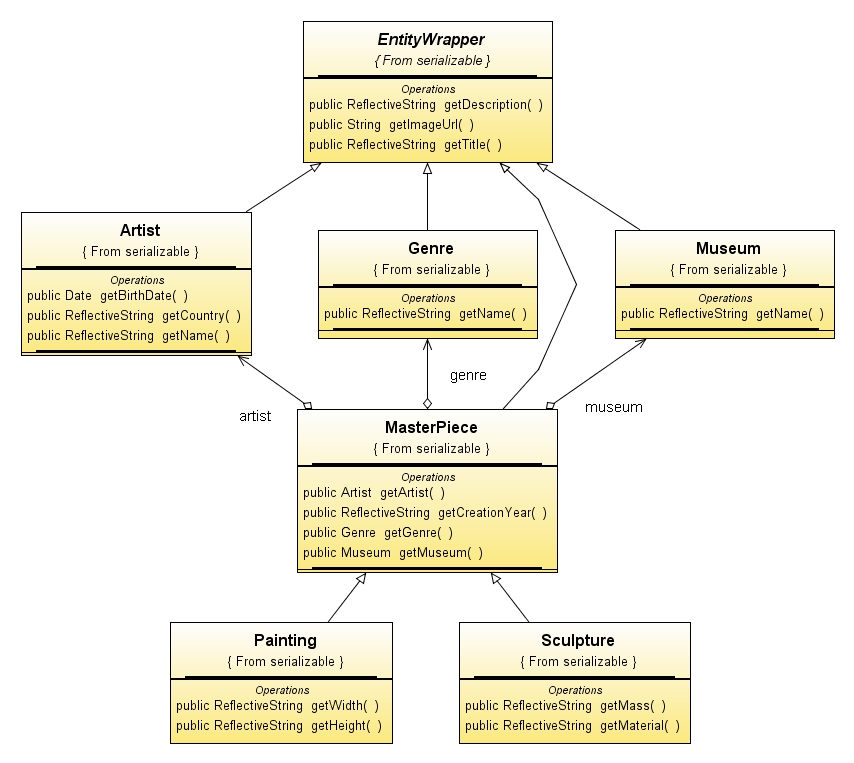 EntityWrapper
{ From serializable }
Operations
public ReflectiveString getDescription( )
public String getImageUrl( )
public ReflectiveString getTitle( )
Artist
{ From serializable }
Operations
public Date getBirthDate( )
public ReflectiveString getCountry( )
public ReflectiveString getName( )
Genre
{ From serializable }
Operations
public ReflectiveString getName( )
Museum
{ From serializable }
Operations
public ReflectiveString getName( )
artist
genre
museum
MasterPiece
{ From serializable }
Operations
public Artist getArtist( )
public ReflectiveString getCreationYear( )
public Genre getGenre( )
public Museum getMuseum( )
Painting
{ From serializable }
Operations
public ReflectiveString getWidth( )
public ReflectiveString getHeight( )
Sculpture
{ From serializable }
Operations
public ReflectiveString getMass( )
public ReflectiveString getMaterial( )